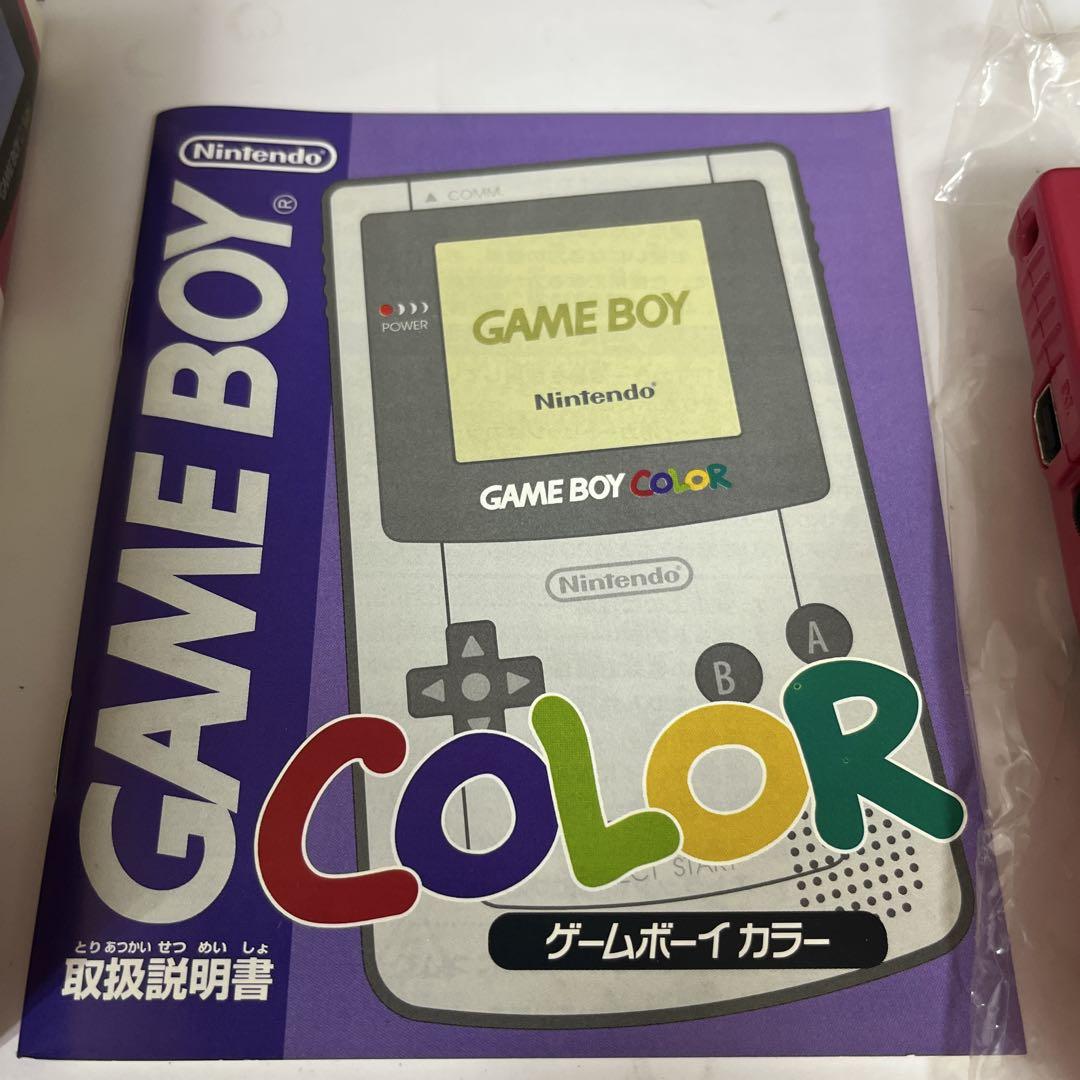 Nintendo
GAME BOY®
▲ COMM.
POWER
GAME BOY
Nintendo®
GAME BOY COLOR
Nintendo®
A
B
COLOR
ECT START
ゲームボーイカラー
とりあつかいせつめいしょ
取扱説明書